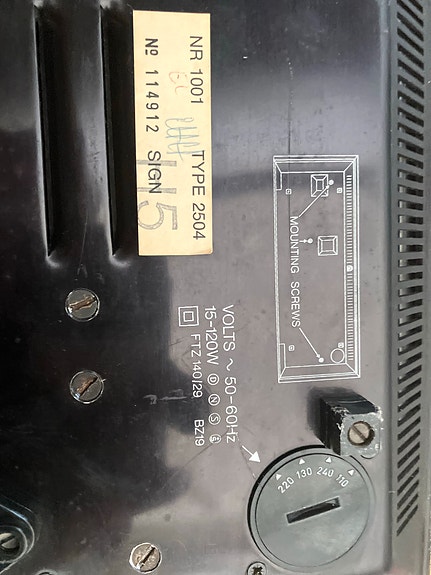 NR 1001 TYPE 2504
№ 114912 SIGN
115
MOUNTING SCREWS
VOLTS ~ 50-60Hz
15-120W Ⓓ Ⓝ Ⓢ
FTZ 140|29 BZ19
220 130 240 110